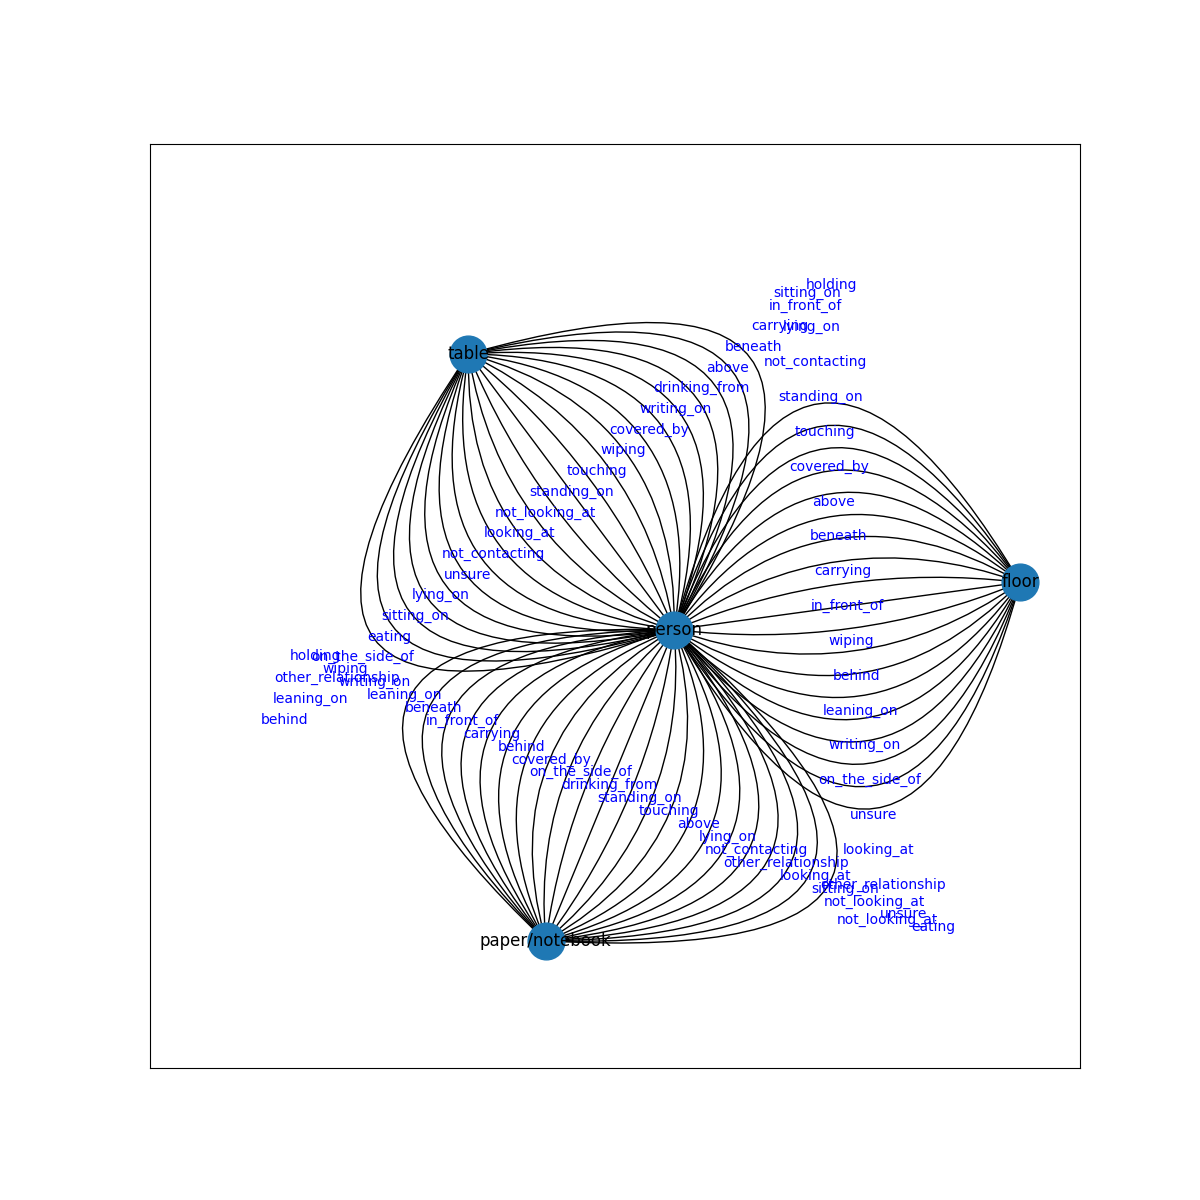 holding
sitting_on
in_front_of
carrying
lying_on
beneath
not_contacting
above
drinking_from
standing_on
writing_on
covered_by
touching
wiping
covered_by
touching
standing_on
above
not_looking_at
looking_at
beneath
not_contacting
carrying
unsure
lying_on
in_front_of
sitting_on
eating
wiping
holding
on_the_side_of
wiping
other_relationship
writing_on
behind
leaning_on
leaning_on
beneath
leaning_on
behind
in_front_of
carrying
writing_on
behind
covered_by
on_the_side_of
on_the_side_of
drinking_from
standing_on
touching
unsure
above
lying_on
not_contacting
looking_at
other_relationship
looking_at
sitting_on
other_relationship
not_looking_at
unsure
not_looking_at
eating
table
person
floor
paper/notebook